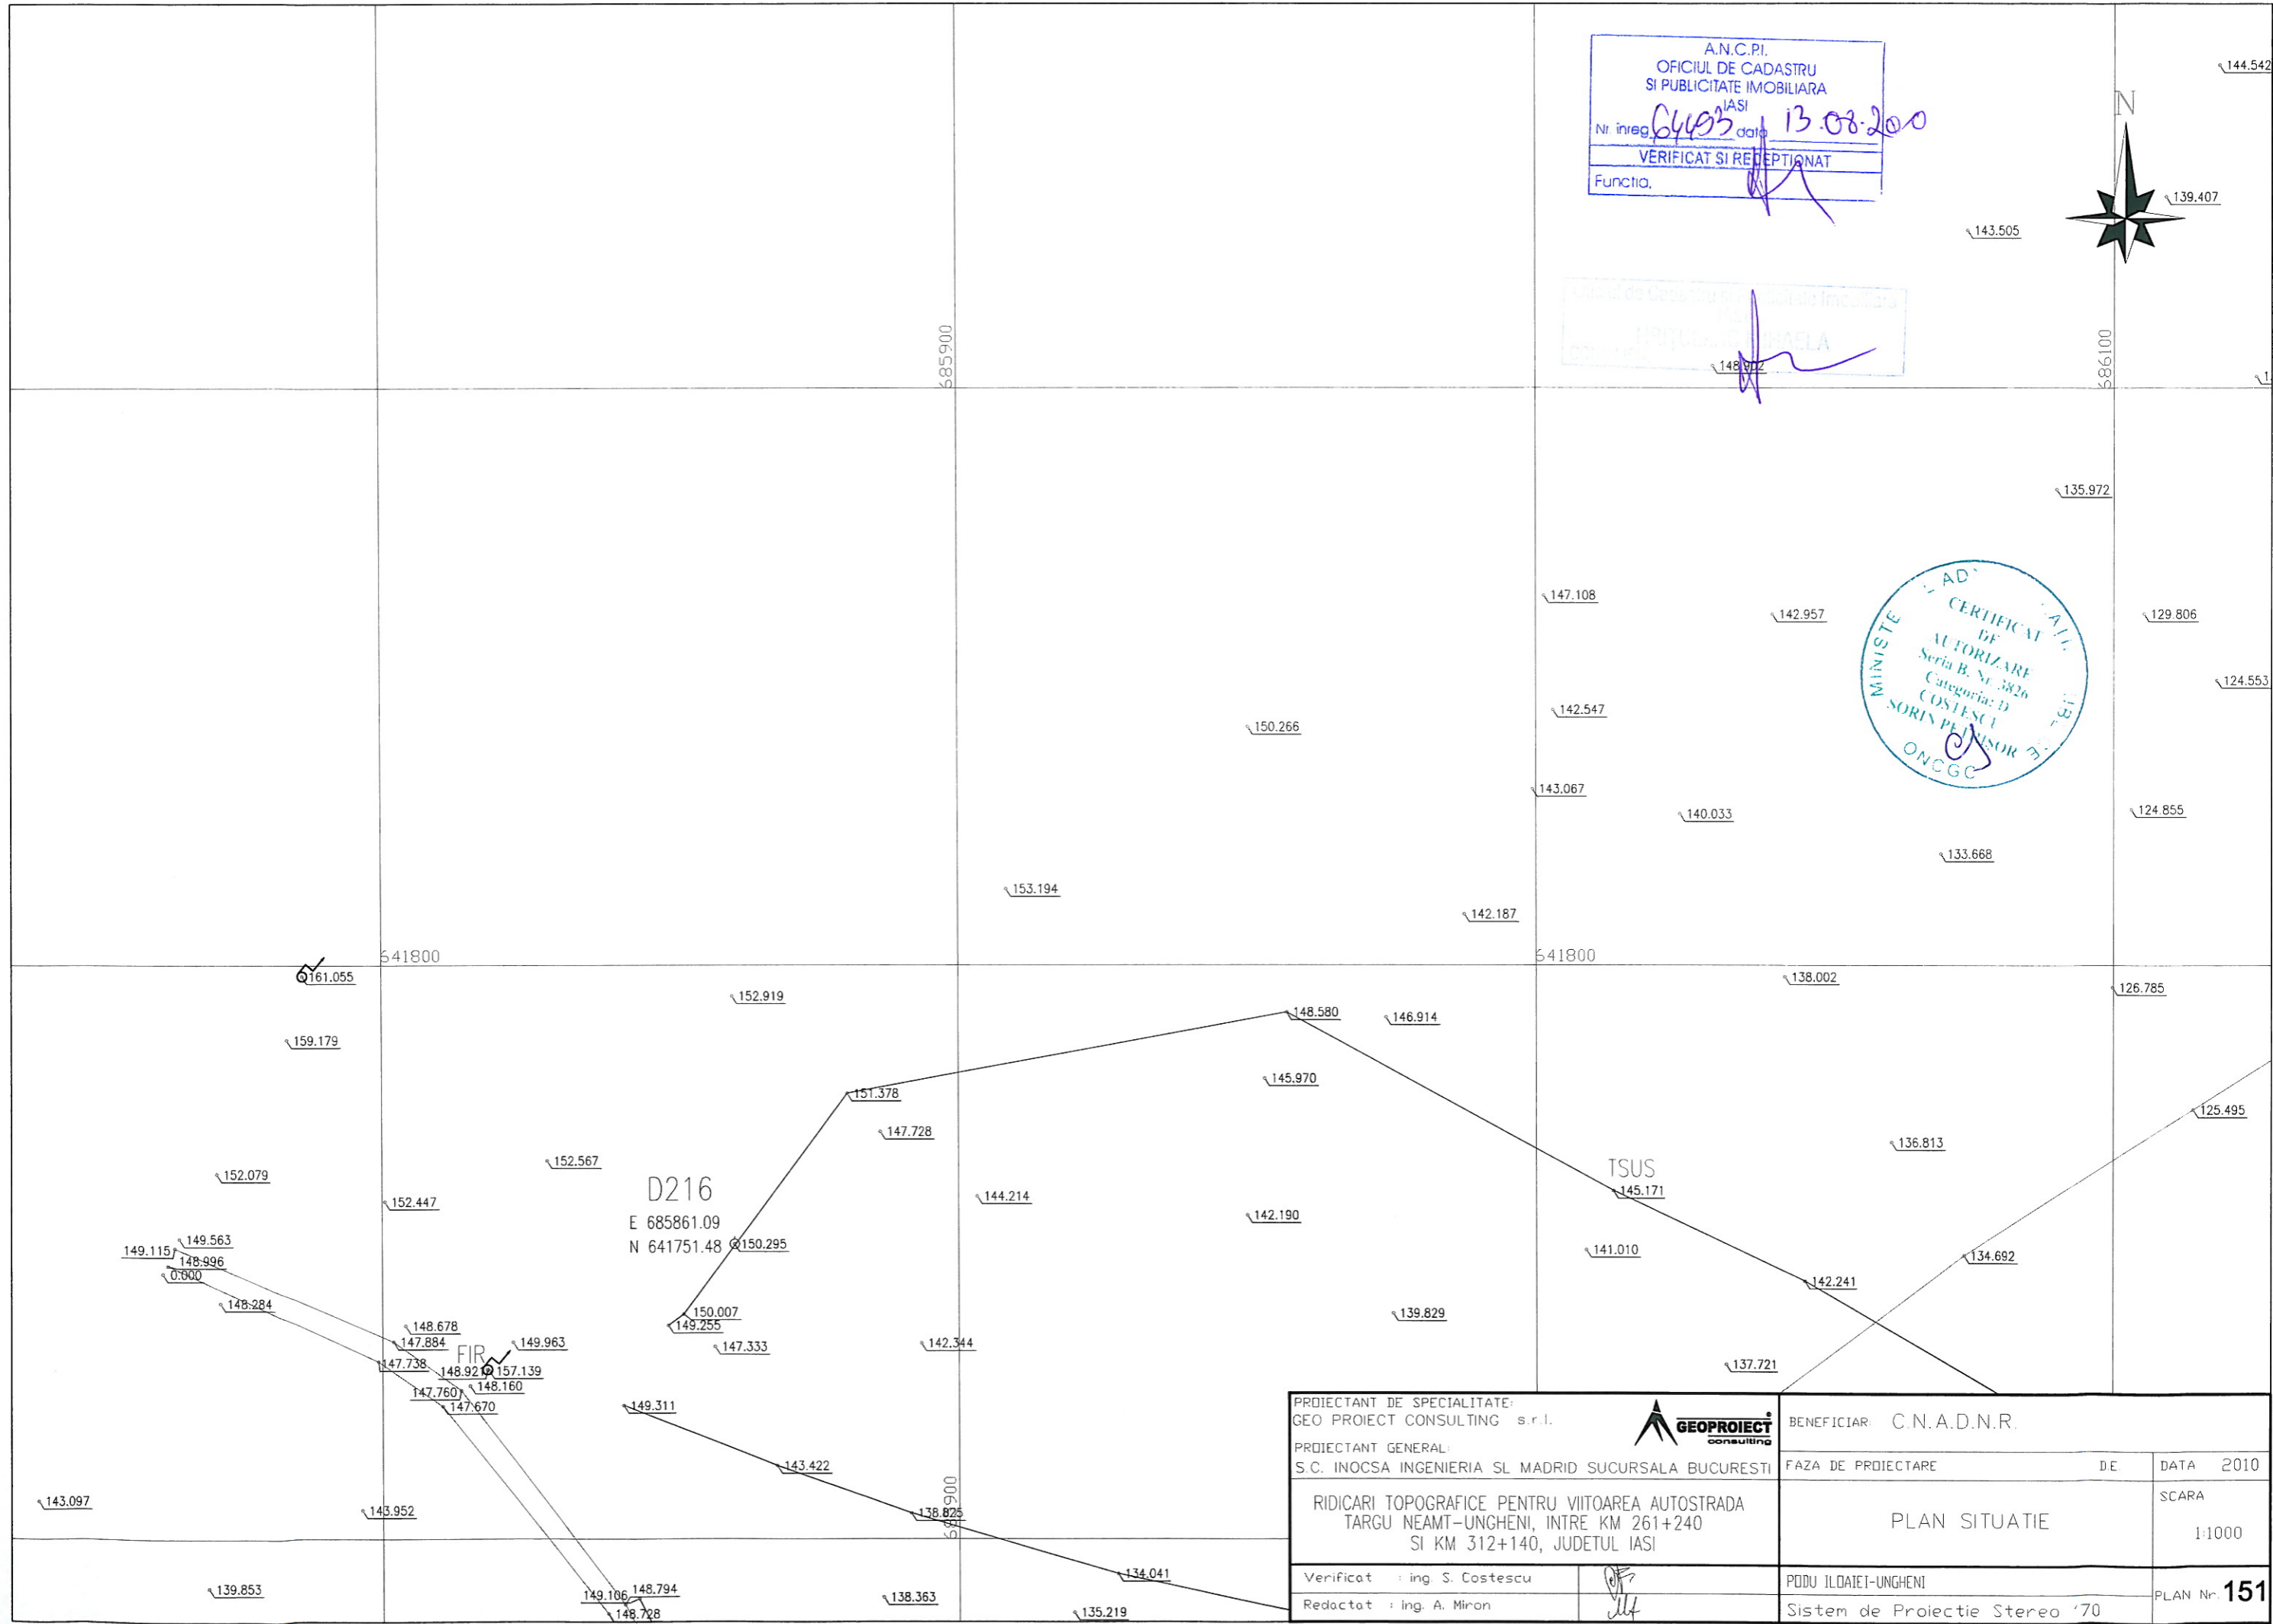 A.N.C.P.I.
OFICIUL DE CADASTRU
SI PUBLICITATE IMOBILIARA
IASI
Nr. inreg. 64493 data 13.08.2010
VERIFICAT SI RECEPTIONAT
Functia,
144.542
N
139.407
143.505
685900
686100
148.902
135.972
147.108
142.957
129.806
CERTIFICAT
DE
AUTORIZARE
Seria B. Nr. 3826
Categoria: D
COSTESCU
SORIN
ONCGC
124.553
142.547
150.266
143.067
140.033
124.855
133.668
153.194
142.187
641800
641800
161.055
138.002
126.785
152.919
148.580
146.914
159.179
145.970
151.378
125.495
147.728
136.813
152.567
TSUS
152.079
D216
145.171
144.214
152.447
E 685861.09
142.190
149.563
N 641751.48
150.295
149.115
141.010
134.692
148.996
0.000
142.241
148.284
150.007
139.829
149.255
148.678
147.884
149.963
147.333
142.344
FIR
147.738
148.921
157.139
137.721
148.160
147.760
147.670
149.311
143.422
143.097
143.952
138.825
685900
134.041
139.853
149.106
148.794
138.363
148.728
135.219
PROIECTANT DE SPECIALITATE:
GEO PROIECT CONSULTING s.r.l.
GEOPROIECT
consulting
PROIECTANT GENERAL:
S.C. INOCSA INGENIERIA SL MADRID SUCURSALA BUCURESTI
BENEFICIAR: C.N.A.D.N.R.
FAZA DE PROIECTARE D.E.
DATA 2010
RIDICARI TOPOGRAFICE PENTRU VIITOAREA AUTOSTRADA
TARGU NEAMT-UNGHENI, INTRE KM 261+240
SI KM 312+140, JUDETUL IASI
PLAN SITUATIE
SCARA
1:1000
Verificat : ing. S. Costescu
Redactat : ing. A. Miron
PODU ILOAIEI-UNGHENI
Sistem de Proiectie Stereo '70
PLAN Nr. 151